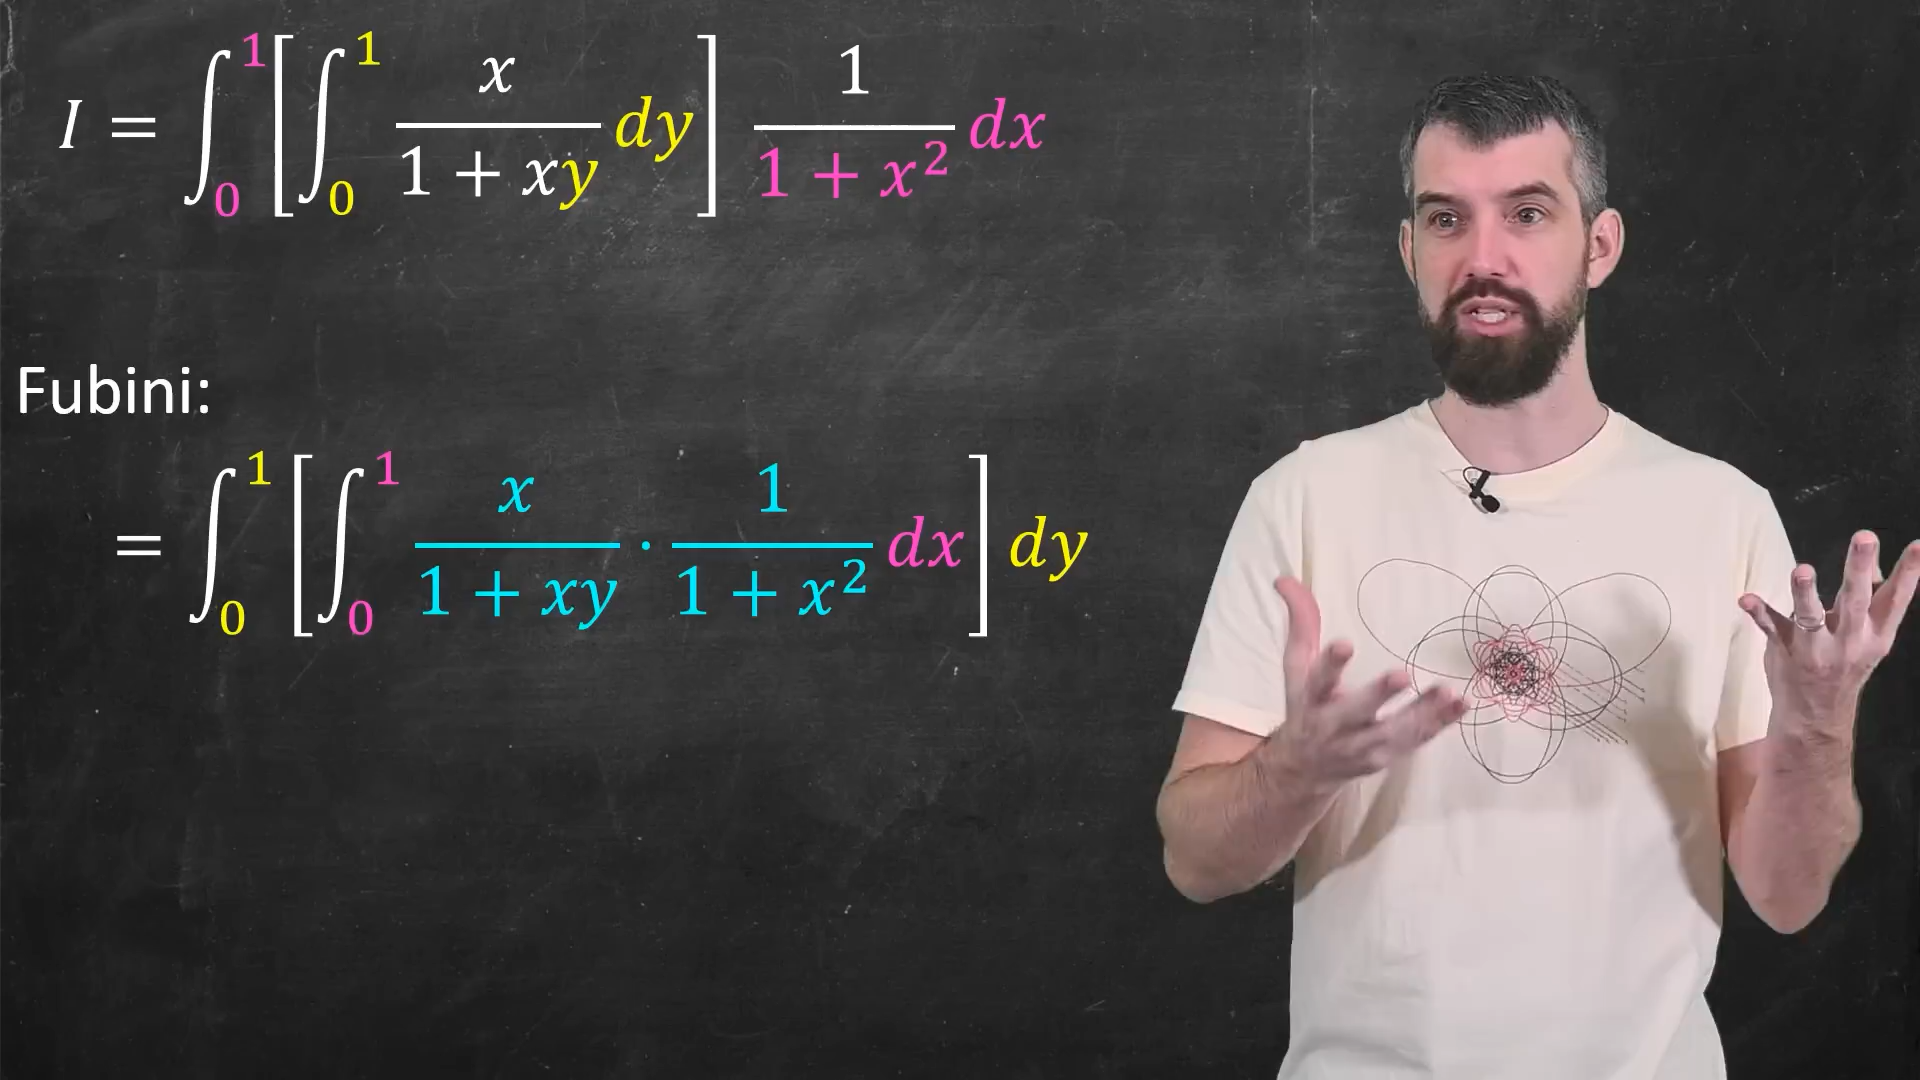 I = ∫₀¹ [∫₀¹ x/(1 + xy) dy] 1/(1 + x²) dx
Fubini:
= ∫₀¹ [∫₀¹ x/(1 + xy) · 1/(1 + x²) dx] dy